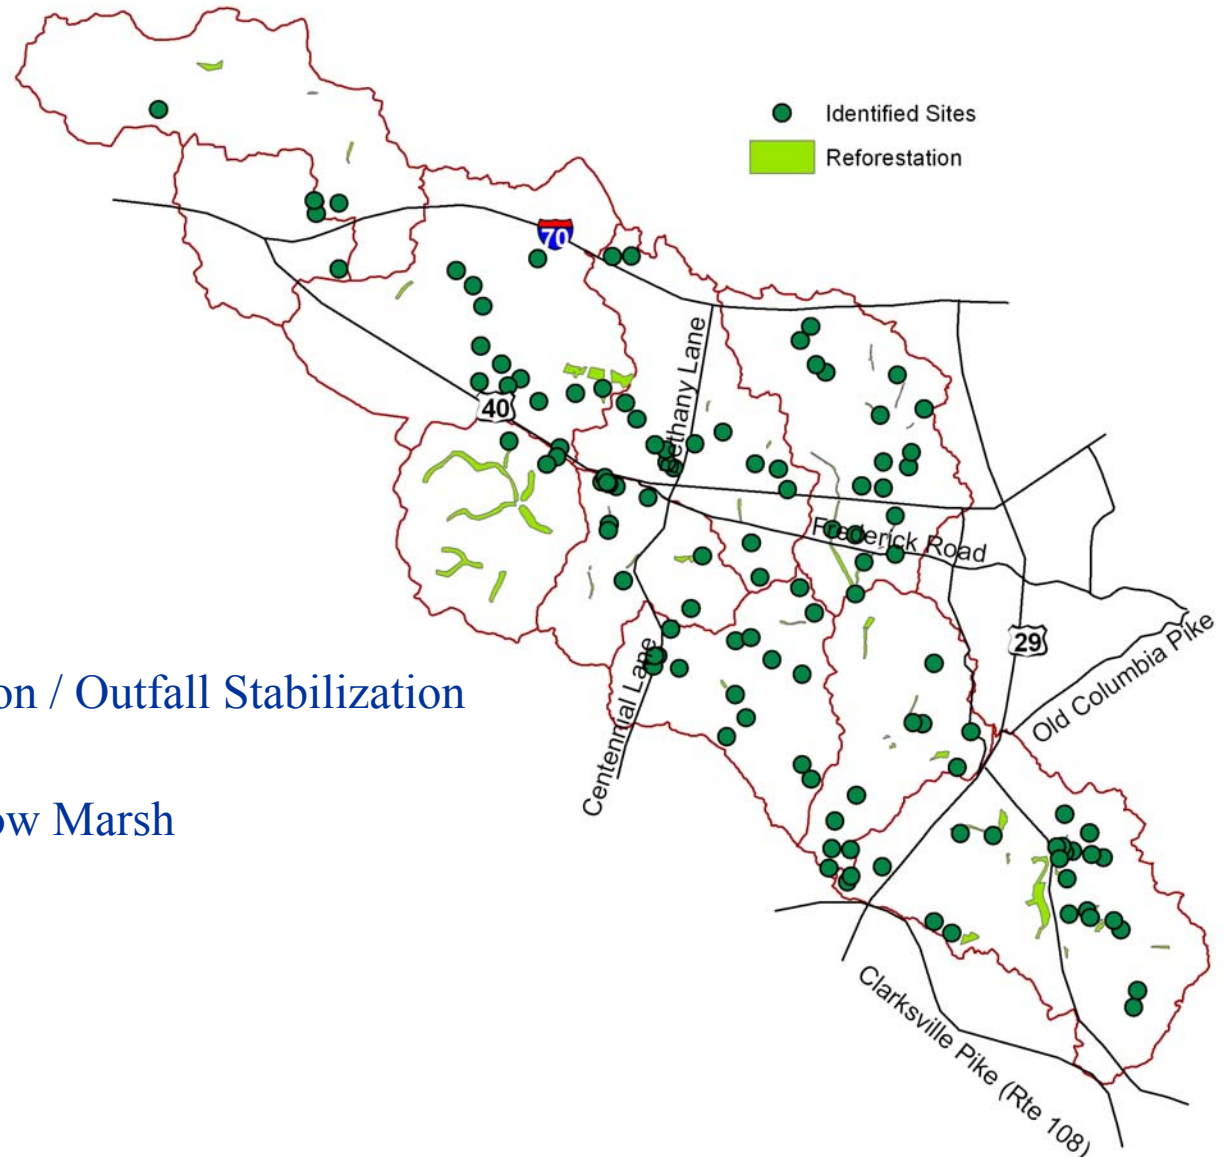 Identified Sites
Reforestation
70
Bethany Lane
40
Frederick Road
29
Old Columbia Pike
Centennial Lane
on / Outfall Stabilization
ow Marsh
Clarksville Pike (Rte 108)